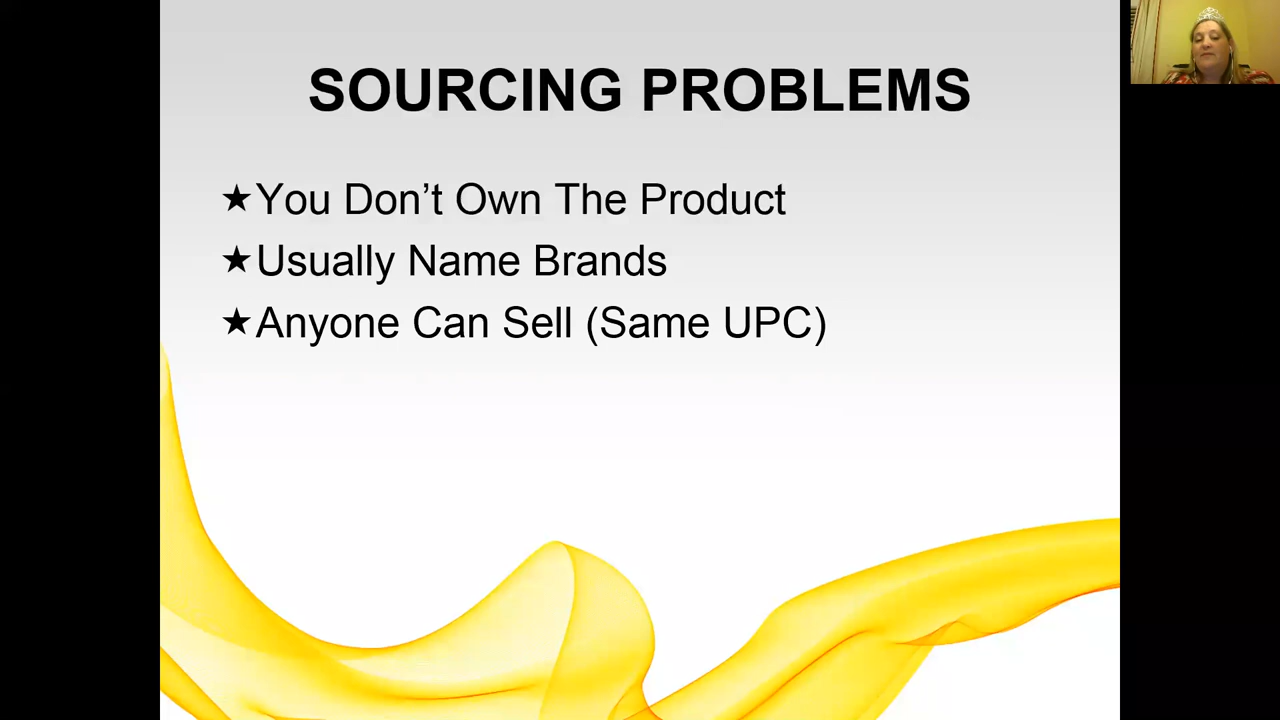 SOURCING PROBLEMS
★You Don’t Own The Product
★Usually Name Brands
★Anyone Can Sell (Same UPC)